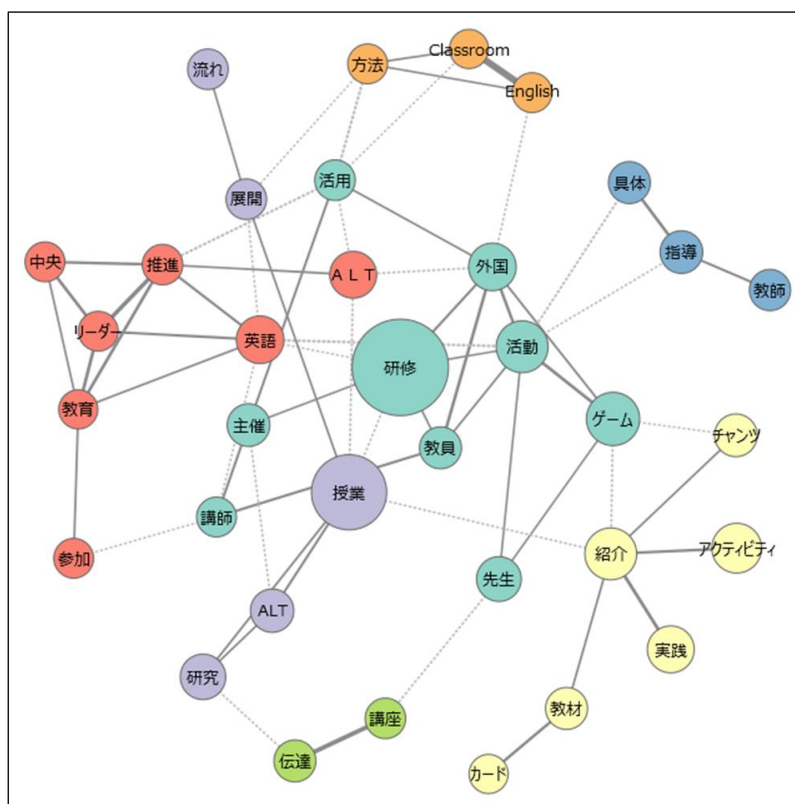 Classroom
流れ
方法
English
活用
具体
展開
指導
中央
推進
ＡＬＴ
外国
教師
リーダー
英語
活動
研修
教育
主催
教員
ゲーム
チャンツ
授業
講師
参加
紹介
アクティビティ
先生
ALT
実践
研究
教材
講座
伝達
カード